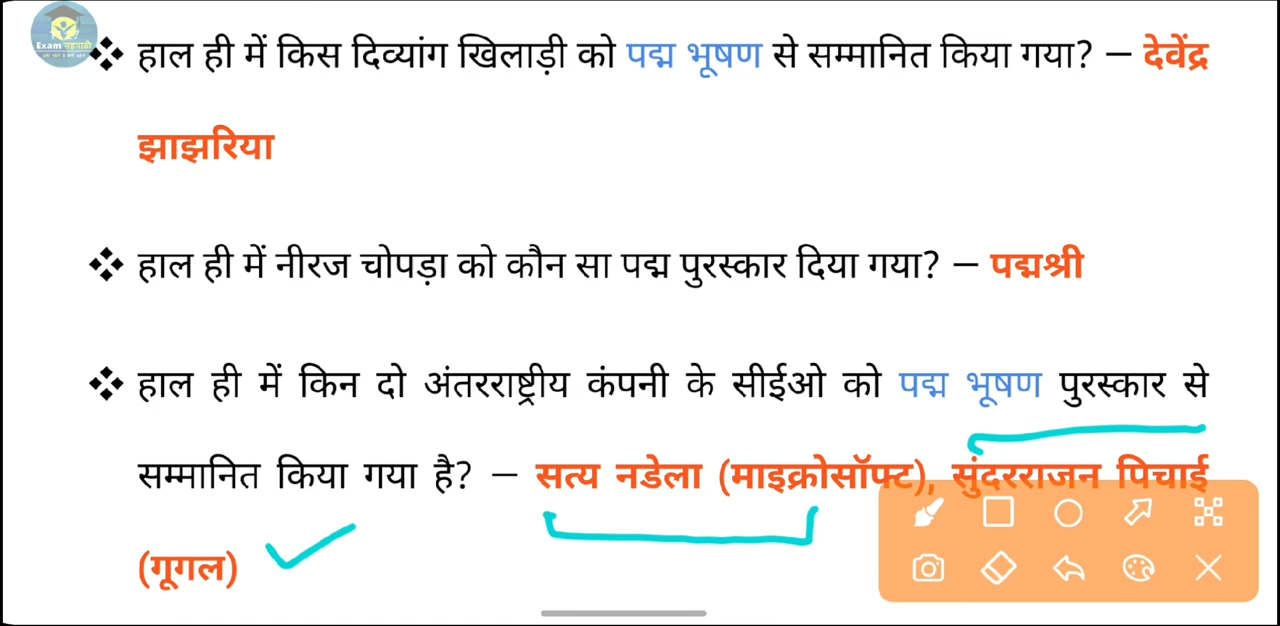 Exam
❖ हाल ही में किस दिव्यांग खिलाड़ी को पद्म भूषण से सम्मानित किया गया? – देवेंद्र
झाझरिया
❖ हाल ही में नीरज चोपड़ा को कौन सा पद्म पुरस्कार दिया गया? – पद्मश्री
❖ हाल ही में किन दो अंतरराष्ट्रीय कंपनी के सीईओ को पद्म भूषण पुरस्कार से
सम्मानित किया गया है? – सत्य नडेला (माइक्रोसॉफ्ट), सुंदरराजन पिचाई
(गूगल)